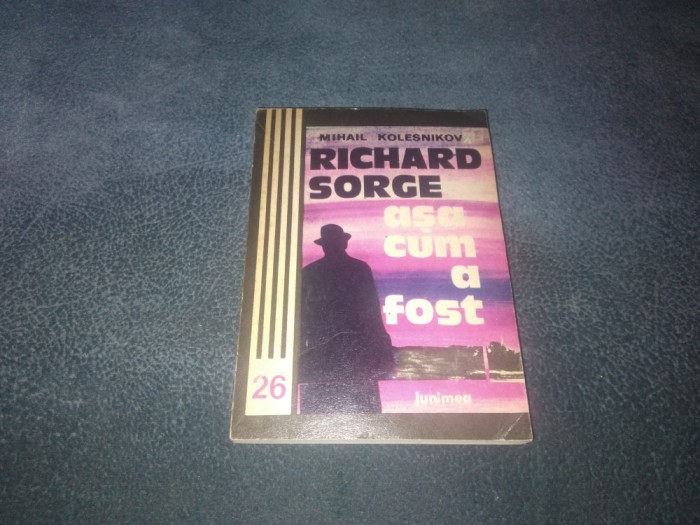 MIHAIL KOLESNIKOV
RICHARD
SORGE
aşa
cum
a
fost
26
junimea